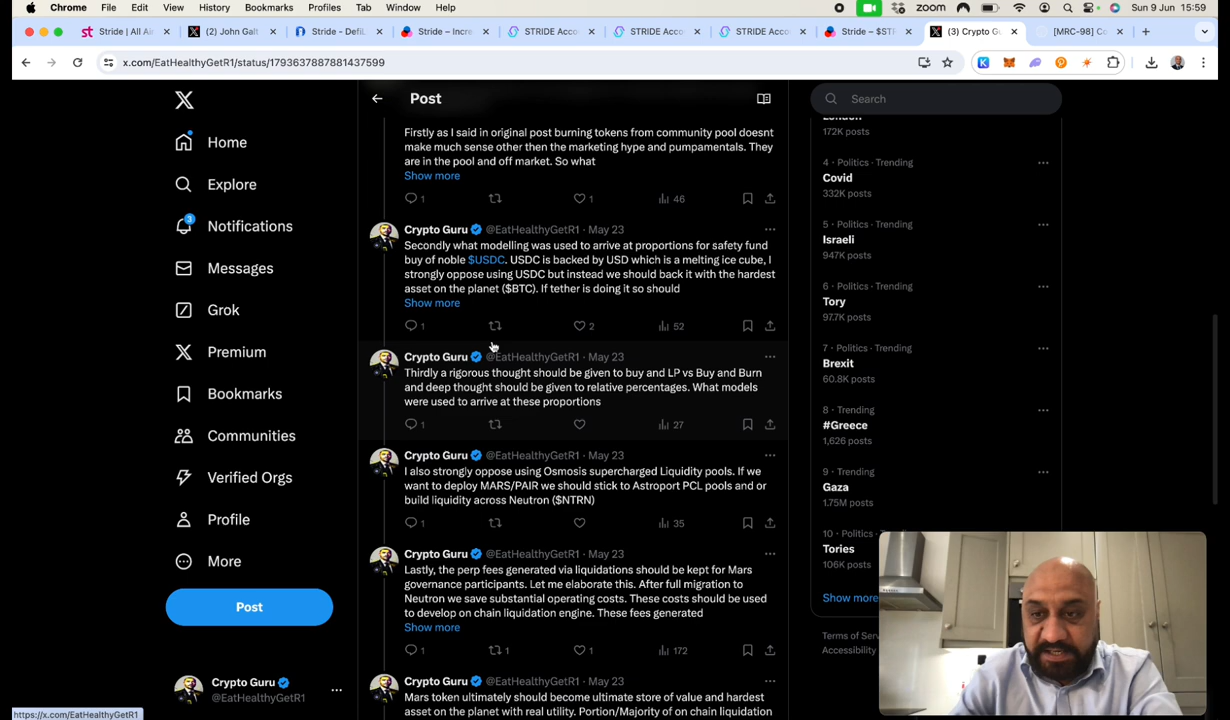 Chrome File Edit View History Bookmarks Profiles Tab Window Help
zoom
Sun 9 Jun 15:59
Stride | All Ai
(2) John Galt
Stride - DefiL
Stride – Incre
STRIDE Acco
STRIDE Acco
STRIDE Acco
Stride – $ST
(3) Crypto Gu
[MRC-98] Co
x.com/EatHealthyGetR1/status/1793637887881437599
Home
Explore
Notifications
3
Messages
Grok
Premium
Bookmarks
Communities
Verified Orgs
Profile
More
Post
Crypto Guru
@EatHealthyGetR1
https://x.com/EatHealthyGetR1
Post
Firstly as I said in original post burning tokens from community pool doesnt
make much sense other then the marketing hype and pumpamentals. They
are in the pool and off market. So what
Show more
1 1 46
Crypto Guru @EatHealthyGetR1 · May 23
Secondly what modelling was used to arrive at proportions for safety fund
buy of noble $USDC. USDC is backed by USD which is a melting ice cube, I
strongly oppose using USDC but instead we should back it with the hardest
asset on the planet ($BTC). If tether is doing it so should
Show more
1 2 52
Crypto Guru @EatHealthyGetR1 · May 23
Thirdly a rigorous thought should be given to buy and LP vs Buy and Burn
and deep thought should be given to relative percentages. What models
were used to arrive at these proportions
1 27
Crypto Guru @EatHealthyGetR1 · May 23
I also strongly oppose using Osmosis supercharged Liquidity pools. If we
want to deploy MARS/PAIR we should stick to Astroport PCL pools and or
build liquidity across Neutron ($NTRN)
1 35
Crypto Guru @EatHealthyGetR1 · May 23
Lastly, the perp fees generated via liquidations should be kept for Mars
governance participants. Let me elaborate this. After full migration to
Neutron we save substantial operating costs. These costs should be used
to develop on chain liquidation engine. These fees generated
Show more
1 1 1 172
Crypto Guru @EatHealthyGetR1 · May 23
Mars token ultimately should become ultimate store of value and hardest
asset on the planet with real utility. Portion/Majority of on chain liquidation
Search
London
172K posts
4 · Politics · Trending
Covid
332K posts
5 · Politics · Trending
Israeli
947K posts
6 · Politics · Trending
Tory
97.7K posts
7 · Politics · Trending
Brexit
60.8K posts
8 · Trending
#Greece
1,626 posts
9 · Trending
Gaza
1.75M posts
10 · Politics · Trending
Tories
106K posts
Show more
Terms of Serv
Accessibility